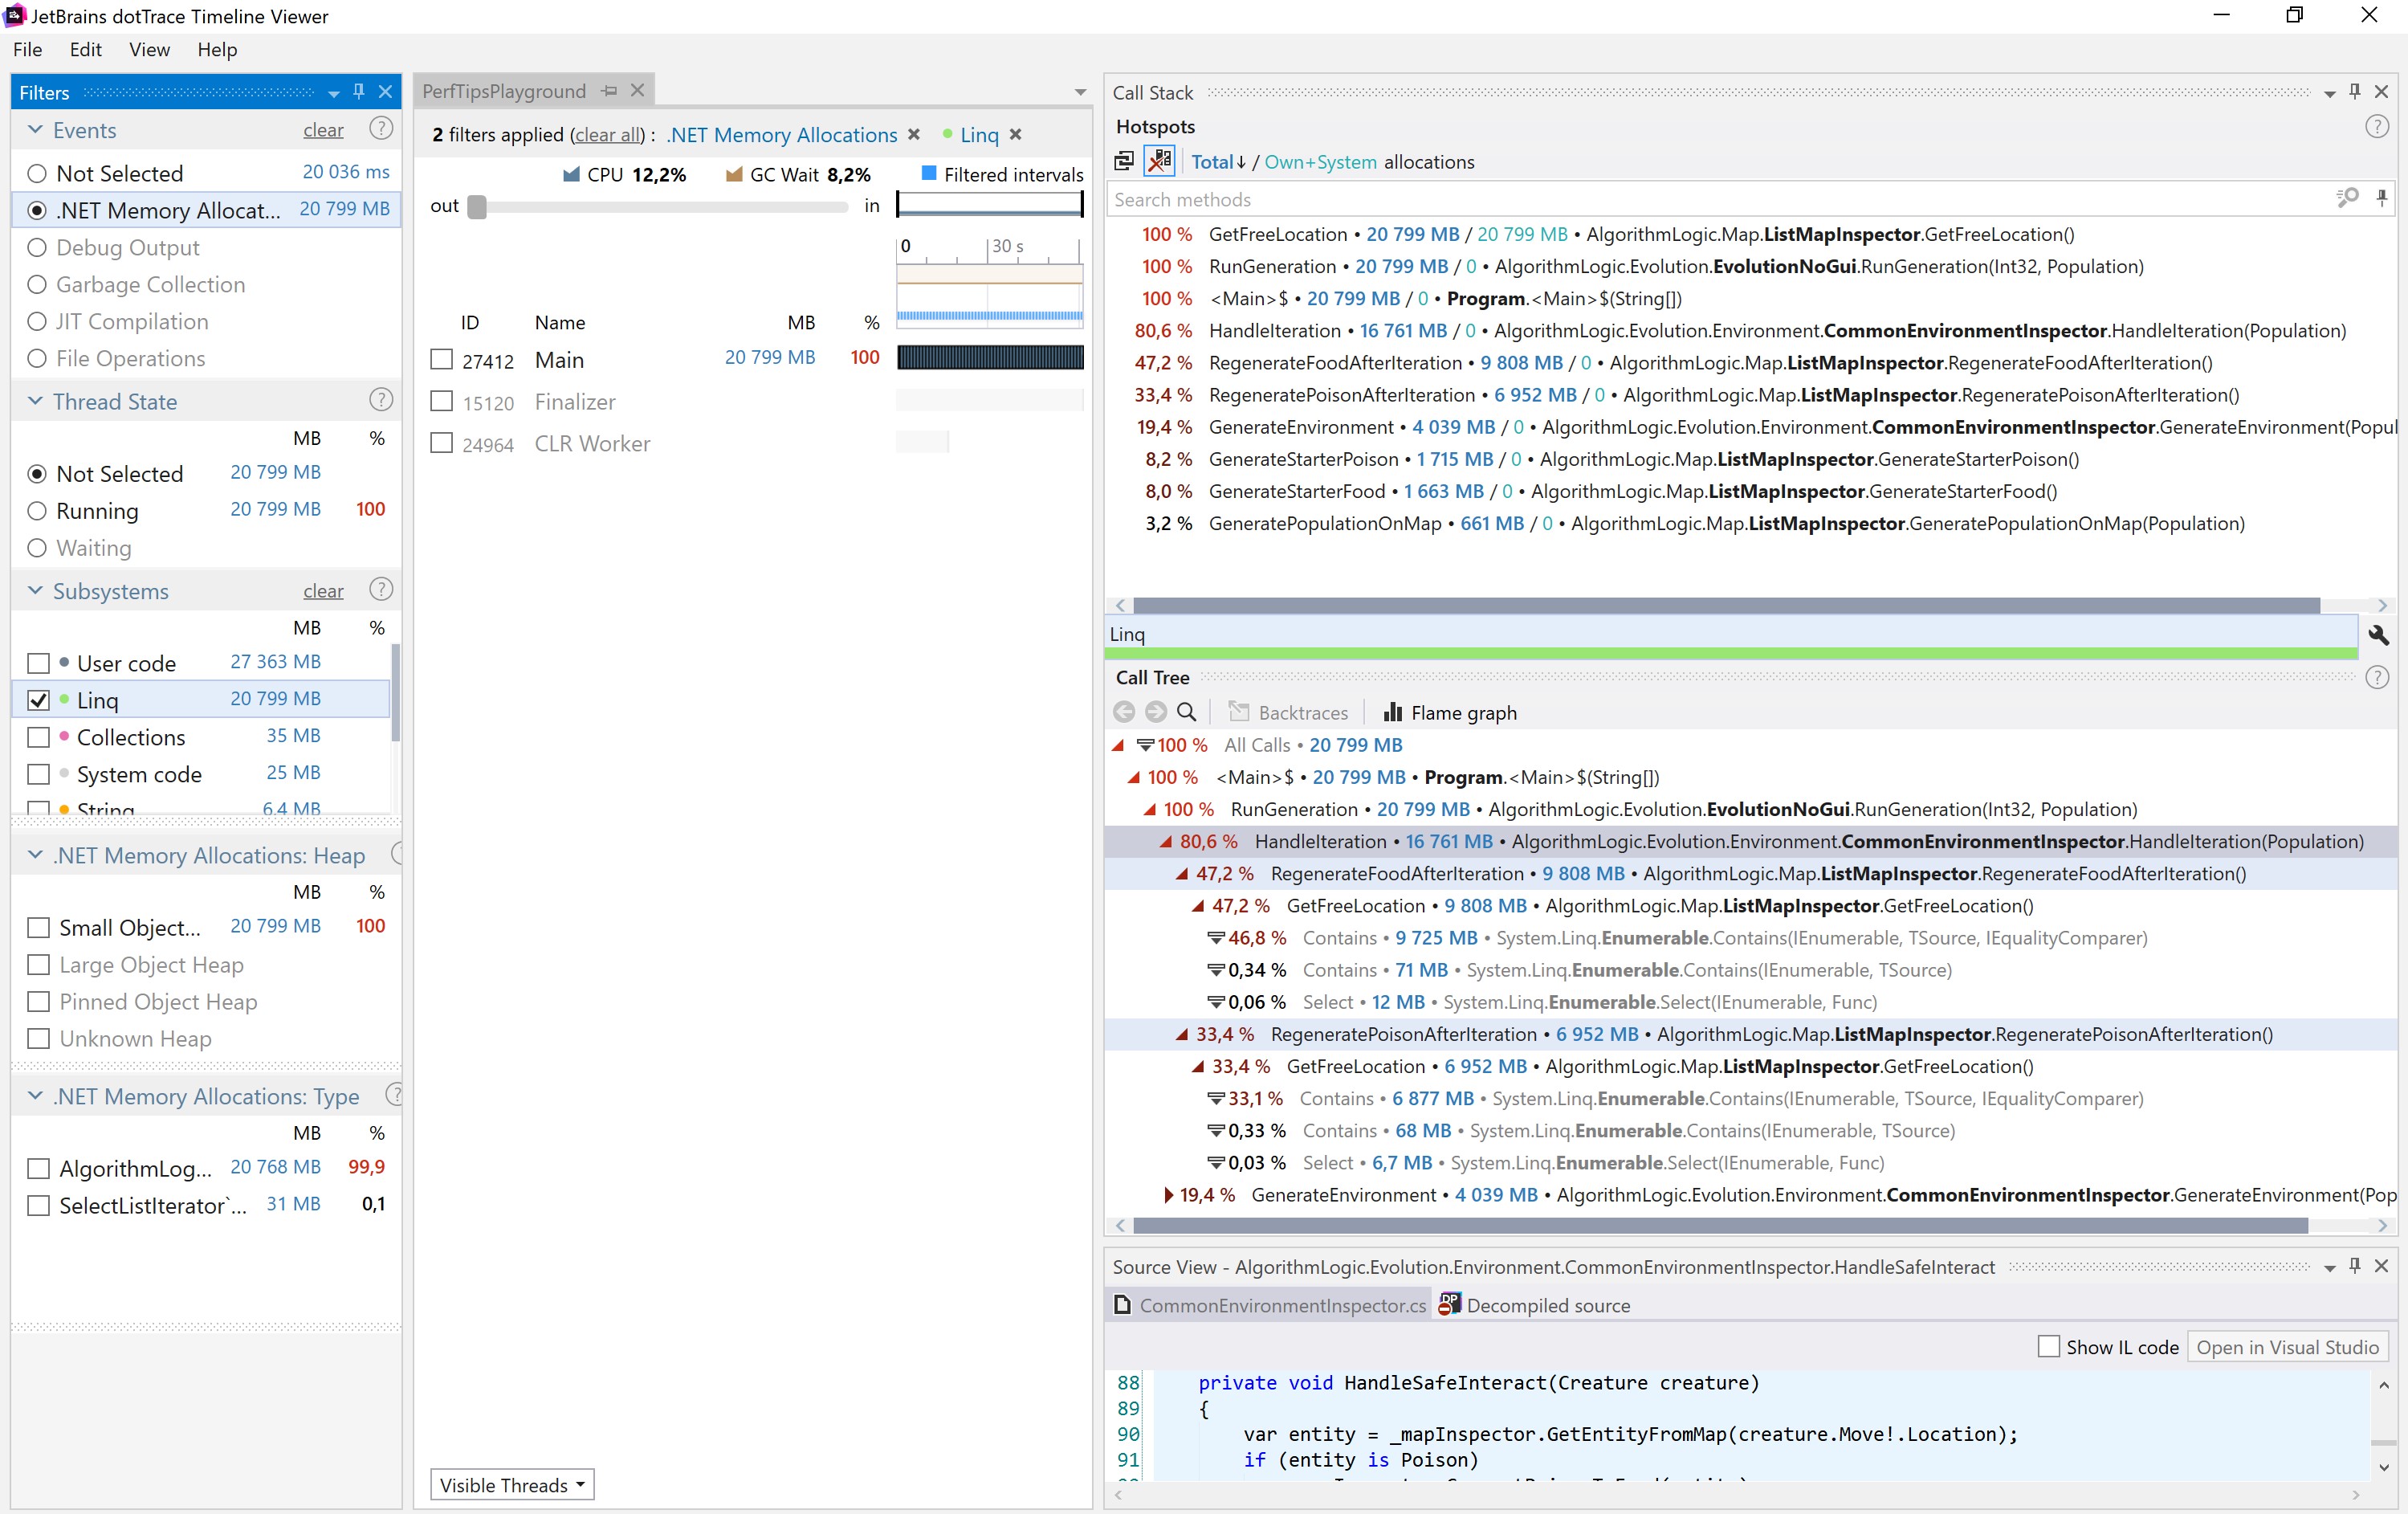 JetBrains dotTrace Timeline Viewer
File Edit View Help
Filters
Events clear ?
Not Selected 20 036 ms
.NET Memory Allocat... 20 799 MB
Debug Output
Garbage Collection
JIT Compilation
File Operations
Thread State ?
MB %
Not Selected 20 799 MB
Running 20 799 MB 100
Waiting
Subsystems clear ?
MB %
User code 27 363 MB
Linq 20 799 MB
Collections 35 MB
System code 25 MB
String 6,4 MB
.NET Memory Allocations: Heap
MB %
Small Object... 20 799 MB 100
Large Object Heap
Pinned Object Heap
Unknown Heap
.NET Memory Allocations: Type ?
MB %
AlgorithmLog... 20 768 MB 99,9
SelectListIterator`... 31 MB 0,1
PerfTipsPlayground
2 filters applied (clear all) : .NET Memory Allocations × • Linq ×
CPU 12,2% GC Wait 8,2% Filtered intervals
out in
0 30 s
ID Name MB %
27412 Main 20 799 MB 100
15120 Finalizer
24964 CLR Worker
Visible Threads
Call Stack
Hotspots ?
Total↓ / Own+System allocations
Search methods
100 % GetFreeLocation • 20 799 MB / 20 799 MB • AlgorithmLogic.Map.ListMapInspector.GetFreeLocation()
100 % RunGeneration • 20 799 MB / 0 • AlgorithmLogic.Evolution.EvolutionNoGui.RunGeneration(Int32, Population)
100 % <Main>$ • 20 799 MB / 0 • Program.<Main>$(String[])
80,6 % HandleIteration • 16 761 MB / 0 • AlgorithmLogic.Evolution.Environment.CommonEnvironmentInspector.HandleIteration(Population)
47,2 % RegenerateFoodAfterIteration • 9 808 MB / 0 • AlgorithmLogic.Map.ListMapInspector.RegenerateFoodAfterIteration()
33,4 % RegeneratePoisonAfterIteration • 6 952 MB / 0 • AlgorithmLogic.Map.ListMapInspector.RegeneratePoisonAfterIteration()
19,4 % GenerateEnvironment • 4 039 MB / 0 • AlgorithmLogic.Evolution.Environment.CommonEnvironmentInspector.GenerateEnvironment(Popul
8,2 % GenerateStarterPoison • 1 715 MB / 0 • AlgorithmLogic.Map.ListMapInspector.GenerateStarterPoison()
8,0 % GenerateStarterFood • 1 663 MB / 0 • AlgorithmLogic.Map.ListMapInspector.GenerateStarterFood()
3,2 % GeneratePopulationOnMap • 661 MB / 0 • AlgorithmLogic.Map.ListMapInspector.GeneratePopulationOnMap(Population)
Linq
Call Tree ?
Backtraces Flame graph
100 % All Calls • 20 799 MB
100 % <Main>$ • 20 799 MB • Program.<Main>$(String[])
100 % RunGeneration • 20 799 MB • AlgorithmLogic.Evolution.EvolutionNoGui.RunGeneration(Int32, Population)
80,6 % HandleIteration • 16 761 MB • AlgorithmLogic.Evolution.Environment.CommonEnvironmentInspector.HandleIteration(Population)
47,2 % RegenerateFoodAfterIteration • 9 808 MB • AlgorithmLogic.Map.ListMapInspector.RegenerateFoodAfterIteration()
47,2 % GetFreeLocation • 9 808 MB • AlgorithmLogic.Map.ListMapInspector.GetFreeLocation()
46,8 % Contains • 9 725 MB • System.Linq.Enumerable.Contains(IEnumerable, TSource, IEqualityComparer)
0,34 % Contains • 71 MB • System.Linq.Enumerable.Contains(IEnumerable, TSource)
0,06 % Select • 12 MB • System.Linq.Enumerable.Select(IEnumerable, Func)
33,4 % RegeneratePoisonAfterIteration • 6 952 MB • AlgorithmLogic.Map.ListMapInspector.RegeneratePoisonAfterIteration()
33,4 % GetFreeLocation • 6 952 MB • AlgorithmLogic.Map.ListMapInspector.GetFreeLocation()
33,1 % Contains • 6 877 MB • System.Linq.Enumerable.Contains(IEnumerable, TSource, IEqualityComparer)
0,33 % Contains • 68 MB • System.Linq.Enumerable.Contains(IEnumerable, TSource)
0,03 % Select • 6,7 MB • System.Linq.Enumerable.Select(IEnumerable, Func)
19,4 % GenerateEnvironment • 4 039 MB • AlgorithmLogic.Evolution.Environment.CommonEnvironmentInspector.GenerateEnvironment(Pop
Source View - AlgorithmLogic.Evolution.Environment.CommonEnvironmentInspector.HandleSafeInteract
CommonEnvironmentInspector.cs DP Decompiled source
Show IL code Open in Visual Studio
88 private void HandleSafeInteract(Creature creature)
89 {
90 var entity = _mapInspector.GetEntityFromMap(creature.Move!.Location);
91 if (entity is Poison)